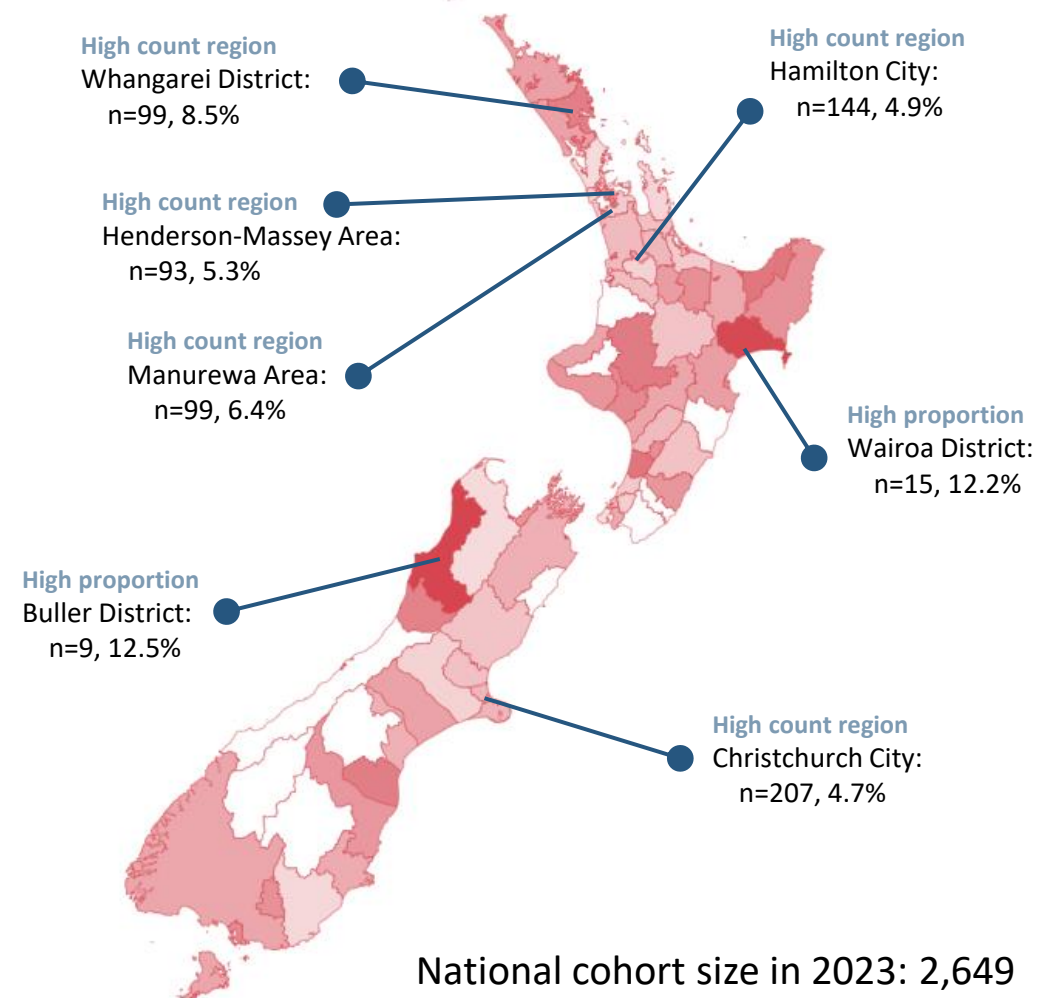 High count region
Whangarei District:
n=99, 8.5%
High count region
Hamilton City:
n=144, 4.9%
High count region
Henderson-Massey Area:
n=93, 5.3%
High count region
Manurewa Area:
n=99, 6.4%
High proportion
Wairoa District:
n=15, 12.2%
High proportion
Buller District:
n=9, 12.5%
High count region
Christchurch City:
n=207, 4.7%
National cohort size in 2023: 2,649